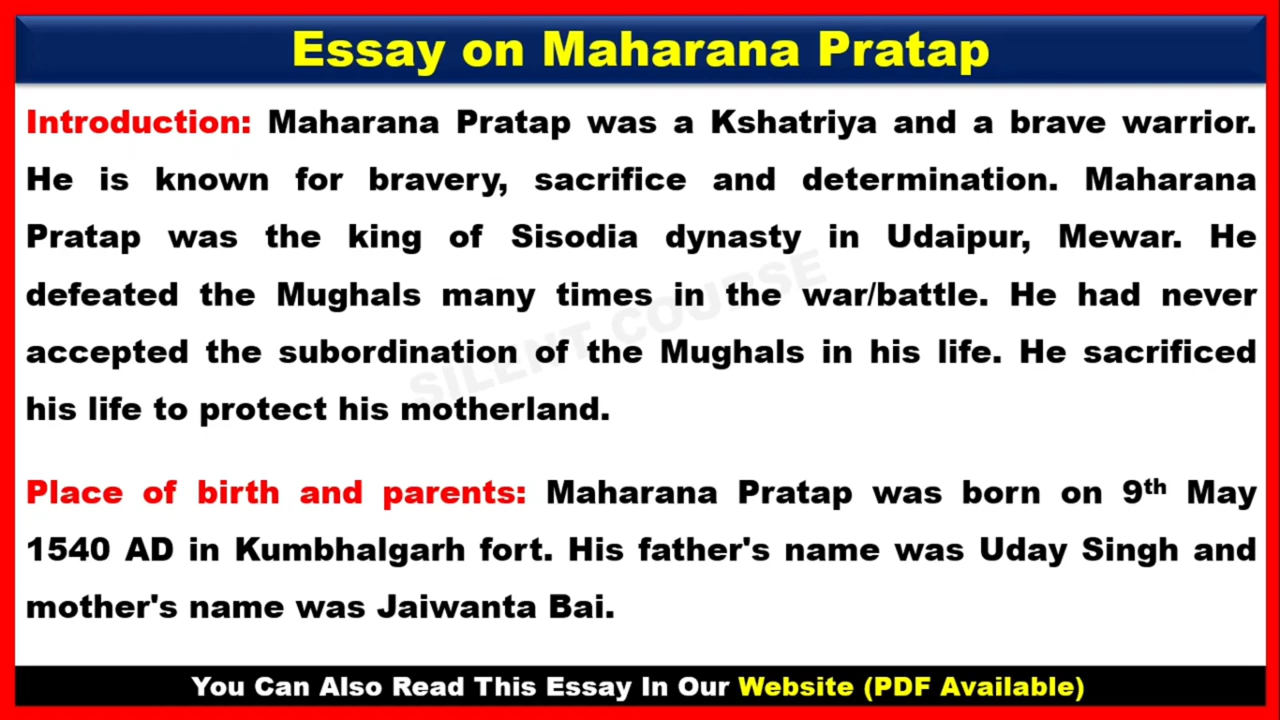 Essay on Maharana Pratap
Introduction: Maharana Pratap was a Kshatriya and a brave warrior.
He is known for bravery, sacrifice and determination. Maharana
Pratap was the king of Sisodia dynasty in Udaipur, Mewar. He
defeated the Mughals many times in the war/battle. He had never
accepted the subordination of the Mughals in his life. He sacrificed
his life to protect his motherland.
SILENT COURSE
Place of birth and parents: Maharana Pratap was born on 9th May
1540 AD in Kumbhalgarh fort. His father's name was Uday Singh and
mother's name was Jaiwanta Bai.
You Can Also Read This Essay In Our Website (PDF Available)